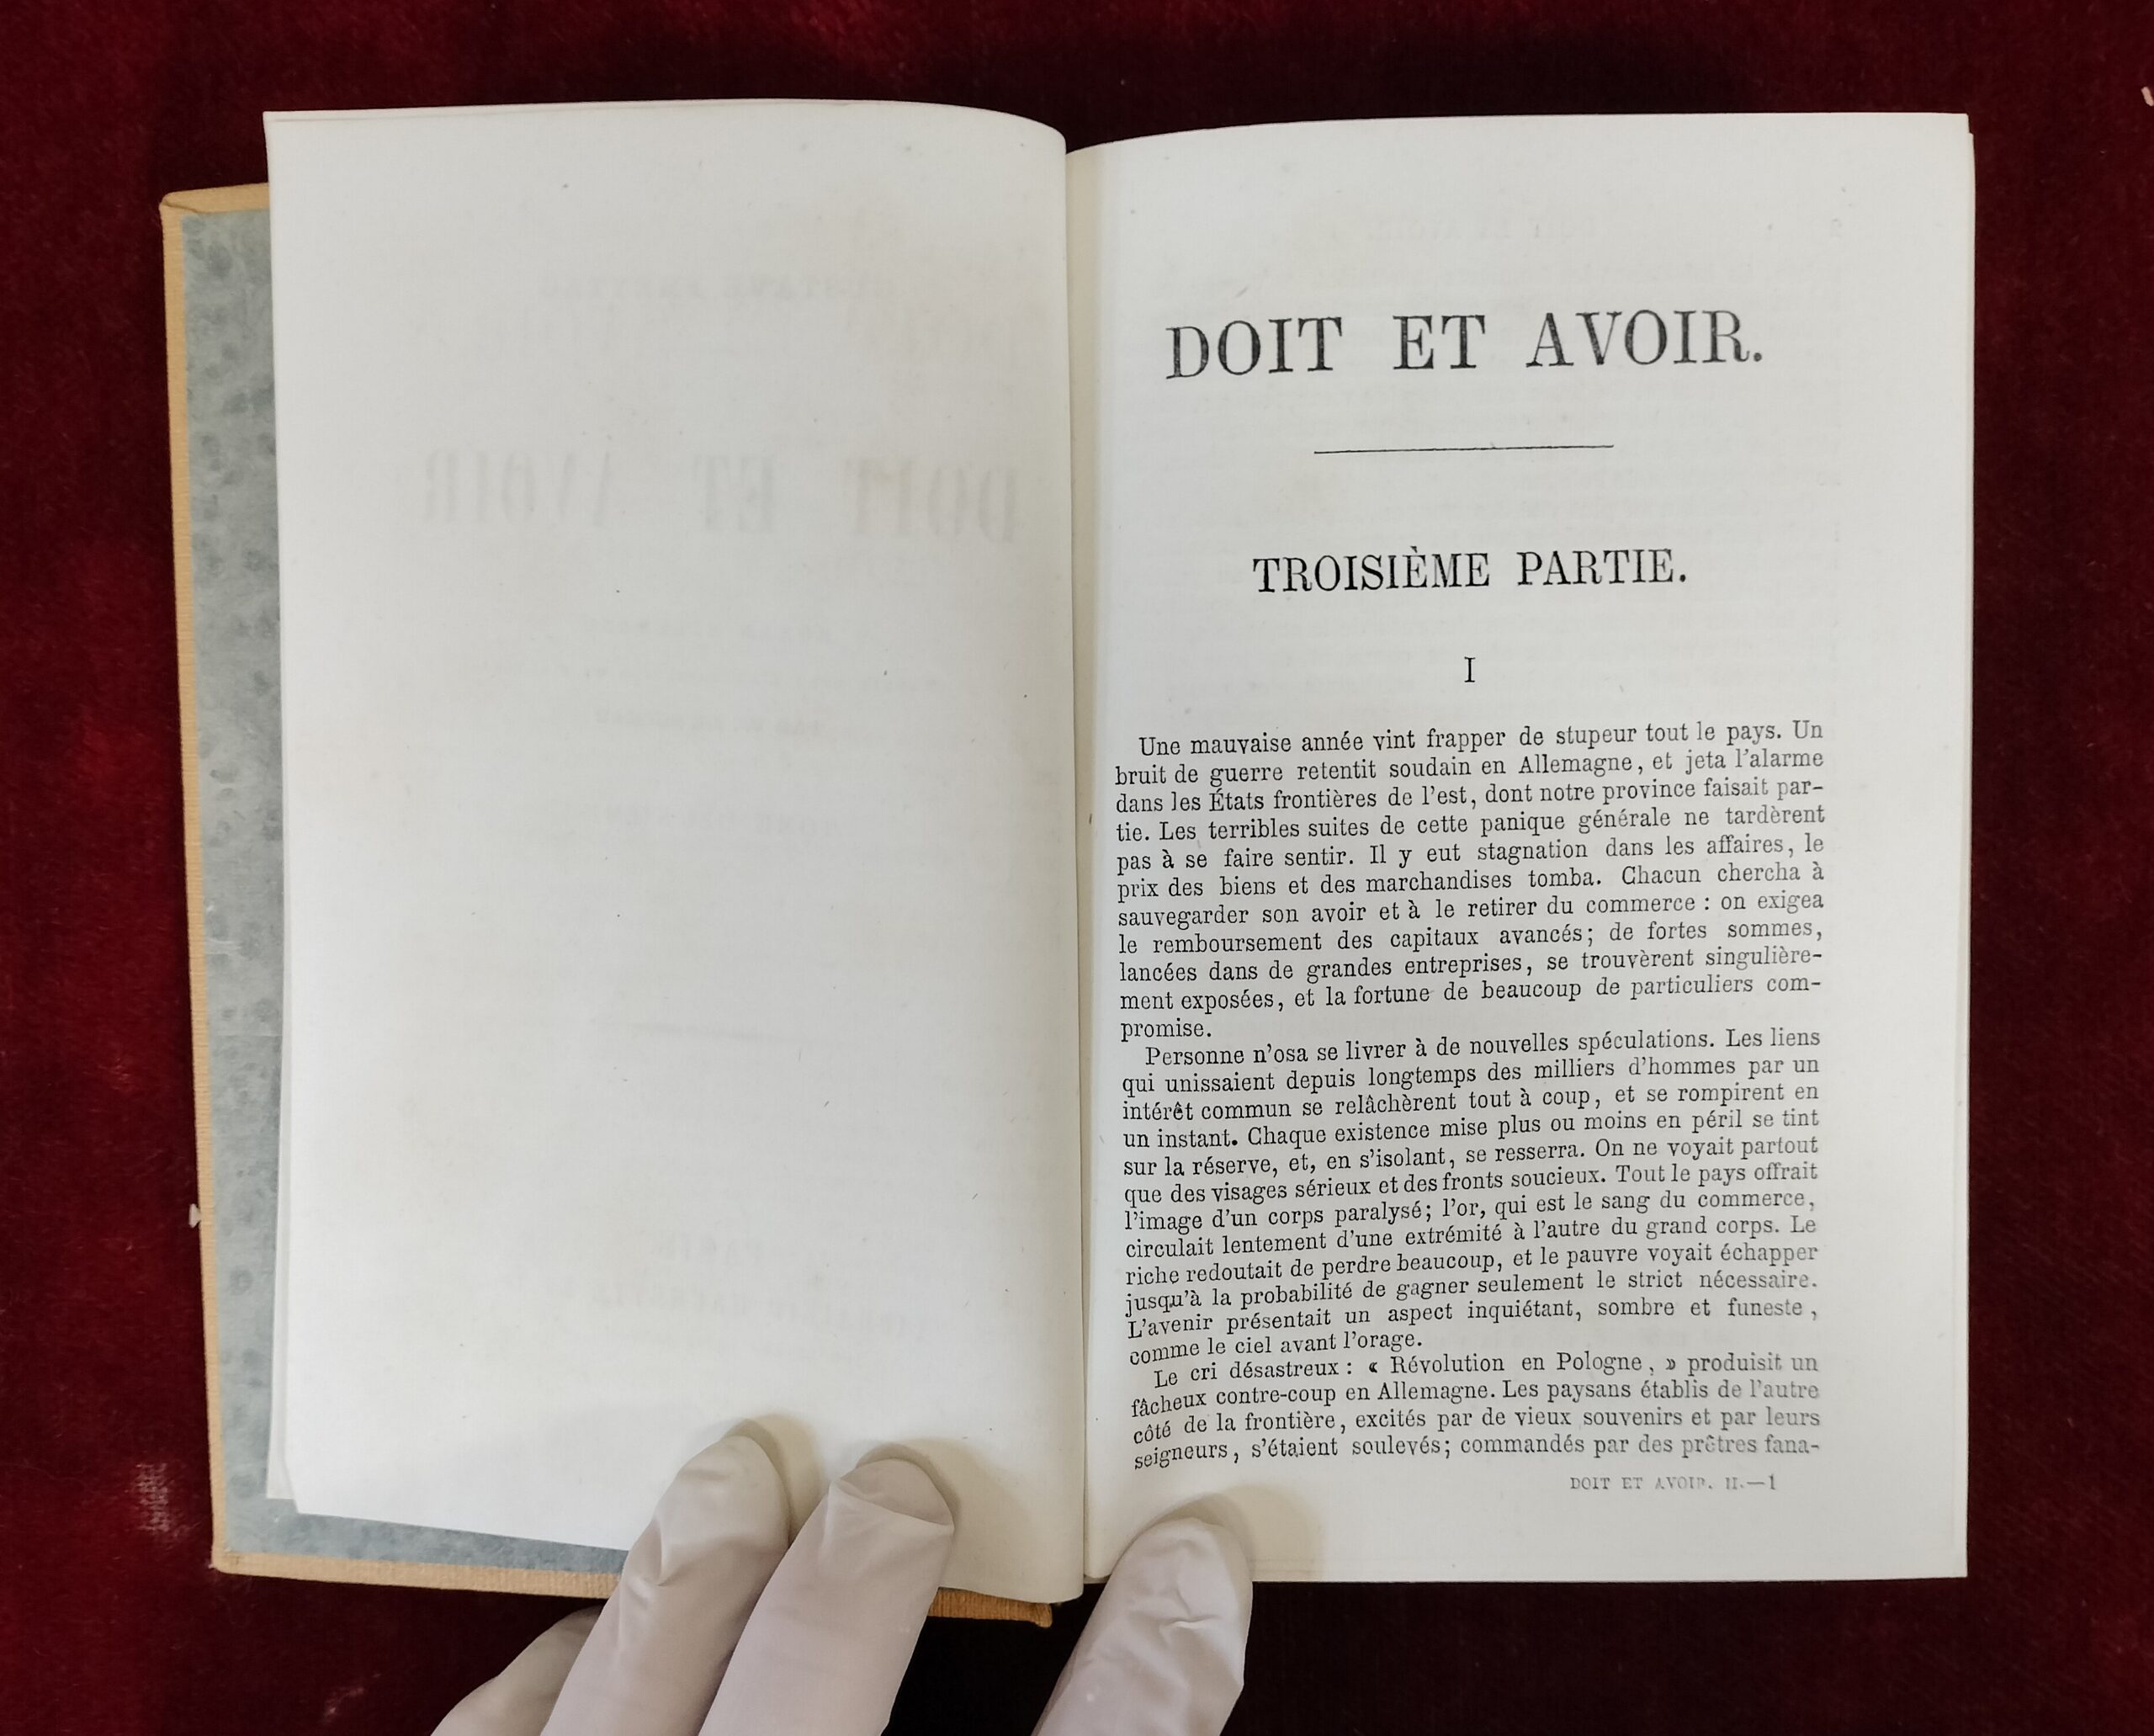 DOIT ET AVOIR
DOIT ET AVOIR.
TROISIÈME PARTIE.
I
Une mauvaise année vint frapper de stupeur tout le pays. Un
bruit de guerre retentit soudain en Allemagne, et jeta l'alarme
dans les États frontières de l'est, dont notre province faisait par-
tie. Les terribles suites de cette panique générale ne tardèrent
pas à se faire sentir. Il y eut stagnation dans les affaires, le
prix des biens et des marchandises tomba. Chacun chercha à
sauvegarder son avoir et à le retirer du commerce : on exigea
le remboursement des capitaux avancés; de fortes sommes,
lancées dans de grandes entreprises, se trouvèrent singulière-
ment exposées, et la fortune de beaucoup de particuliers com-
promise.
Personne n'osa se livrer à de nouvelles spéculations. Les liens
qui unissaient depuis longtemps des milliers d'hommes par un
intérêt commun se relâchèrent tout à coup, et se rompirent en
un instant. Chaque existence mise plus ou moins en péril se tint
sur la réserve, et, en s'isolant, se resserra. On ne voyait partout
que des visages sérieux et des fronts soucieux. Tout le pays offrait
l'image d'un corps paralysé; l'or, qui est le sang du commerce,
circulait lentement d'une extrémité à l'autre du grand corps. Le
riche redoutait de perdre beaucoup, et le pauvre voyait échapper
jusqu'à la probabilité de gagner seulement le strict nécessaire.
L'avenir présentait un aspect inquiétant, sombre et funeste,
comme le ciel avant l'orage.
Le cri désastreux : « Révolution en Pologne, » produisit un
fâcheux contre-coup en Allemagne. Les paysans établis de l'autre
côté de la frontière, excités par de vieux souvenirs et par leurs
seigneurs, s'étaient soulevés; commandés par des prêtres fana-
DOIT ET AVOIR. II.—1